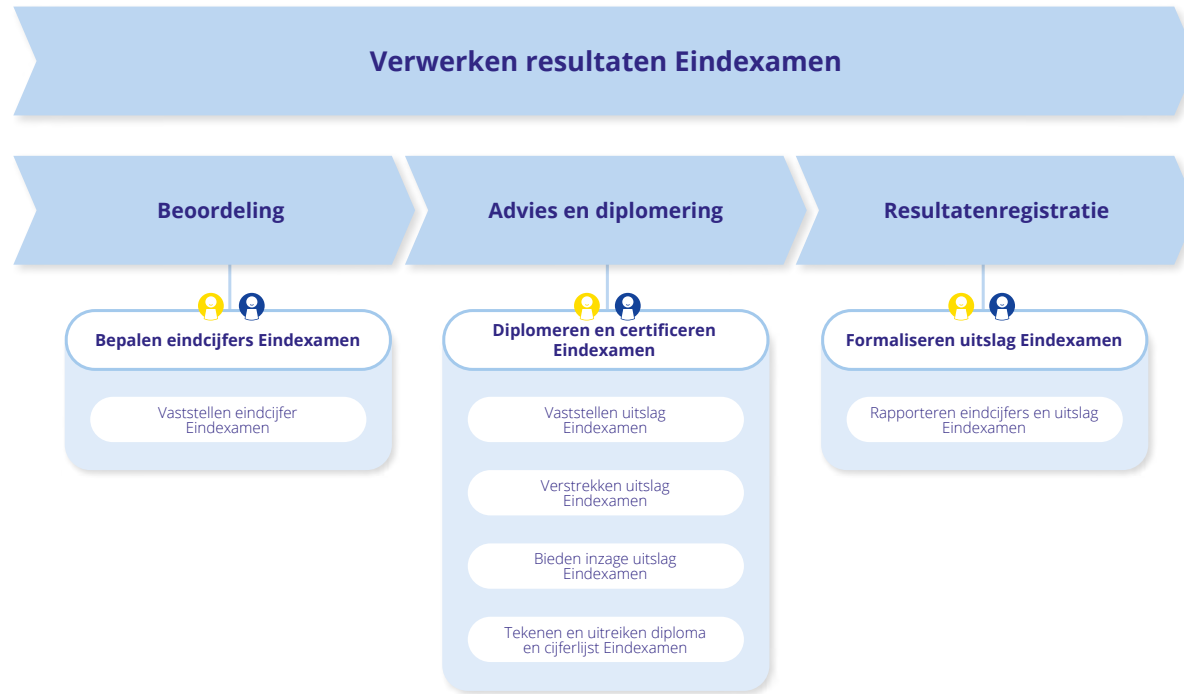 Verwerken resultaten Eindexamen
Beoordeling
Advies en diplomering
Resultatenregistratie
Bepalen eindcijfers Eindexamen
Vaststellen eindcijfer
Eindexamen
Diplomeren en certificeren
Eindexamen
Vaststellen uitslag
Eindexamen
Verstrekken uitslag
Eindexamen
Bieden inzage uitslag
Eindexamen
Tekenen en uitreiken diploma
en cijferlijst Eindexamen
Formaliseren uitslag Eindexamen
Rapporteren eindcijfers en uitslag
Eindexamen